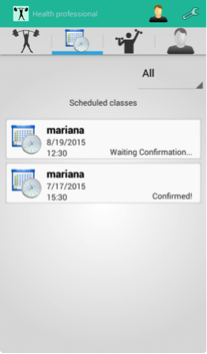 Health professional
All
Scheduled classes
mariana
8/19/2015
12:30 Waiting Confirmation...
mariana
7/17/2015
15:30 Confirmed!